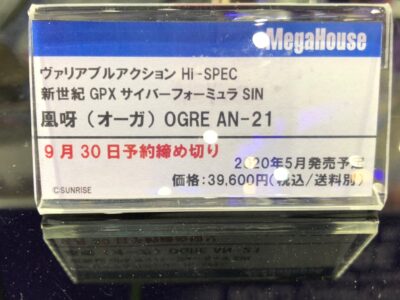 MegaHouse
ヴァリアブルアクション Hi-SPEC
新世紀 GPX サイバーフォーミュラ SIN
凰呀（オーガ）OGRE AN-21
9月30日予約締め切り
2020年5月発売予定
価格:39,600円(税込/送料別)
©SUNRISE